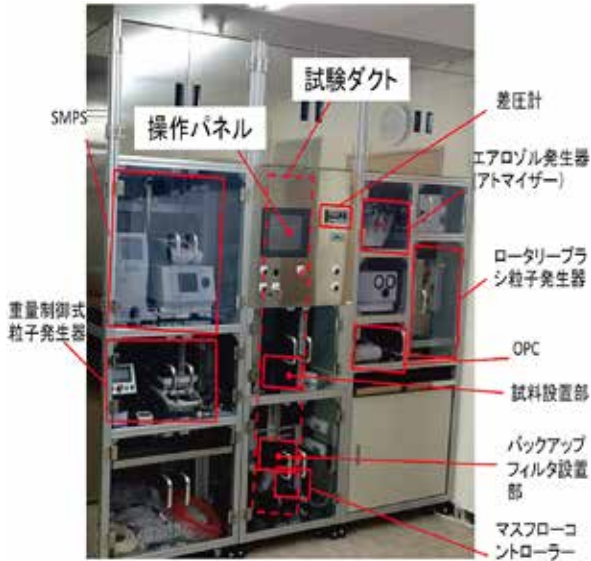 試験ダクト
差圧計
SMPS
操作パネル
エアロゾル発生器
(アトマイザー)
ロータリーブラ
シ粒子発生器
重量制御式
粒子発生器
OPC
試料設置部
バックアップ
フィルタ設置
部
マスフローコ
ントローラー